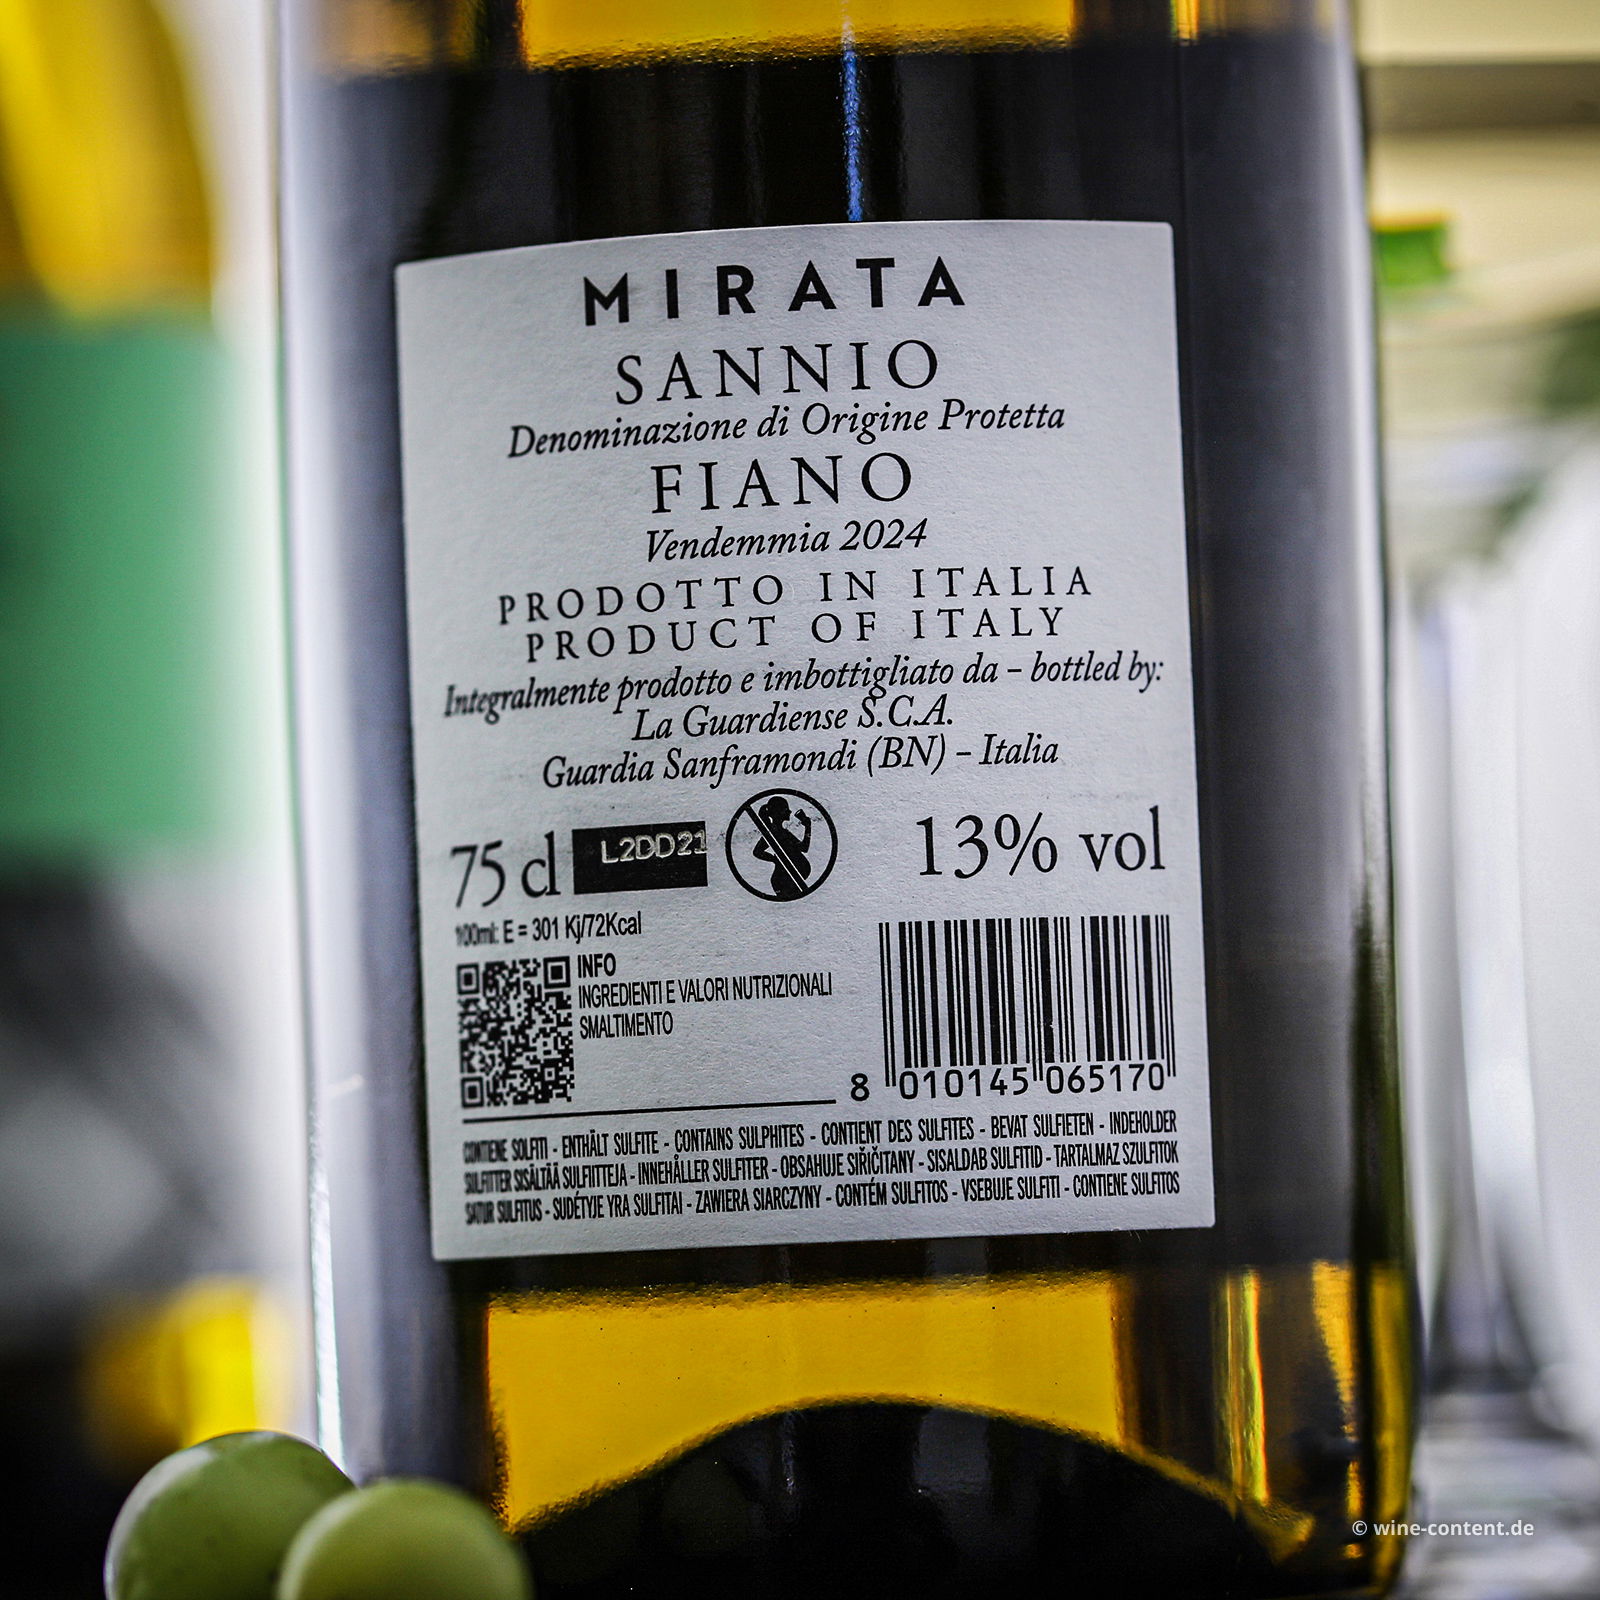 MIRATA
SANNIO
Denominazione di Origine Protetta
FIANO
Vendemmia 2024
PRODOTTO IN ITALIA
PRODUCT OF ITALY
Integralmente prodotto e imbottigliato da – bottled by:
La Guardiense S.C.A.
Guardia Sanframondi (BN) – Italia
75 cl L2DD21 13% vol
100ml: E = 301 Kj/72Kcal
INFO
INGREDIENTI E VALORI NUTRIZIONALI
SMALTIMENTO
8 010145 065170
CONTIENE SOLFITI - ENTHÄLT SULFITE - CONTAINS SULPHITES - CONTIENT DES SULFITES - BEVAT SULFIETEN - INDEHOLDER
SULFITTER SISÄLTÄÄ SULFIITTEJA - INNEHÅLLER SULFITER - OBSAHUJE SIŘIČITANY - SISALDAB SULFITID - TARTALMAZ SZULFITOK
SATUR SULFITUS - SUDĖTYJE YRA SULFITAI - ZAWIERA SIARCZYNY - CONTÉM SULFITOS - VSEBUJE SULFITI - CONTIENE SULFITOS
© wine-content.de